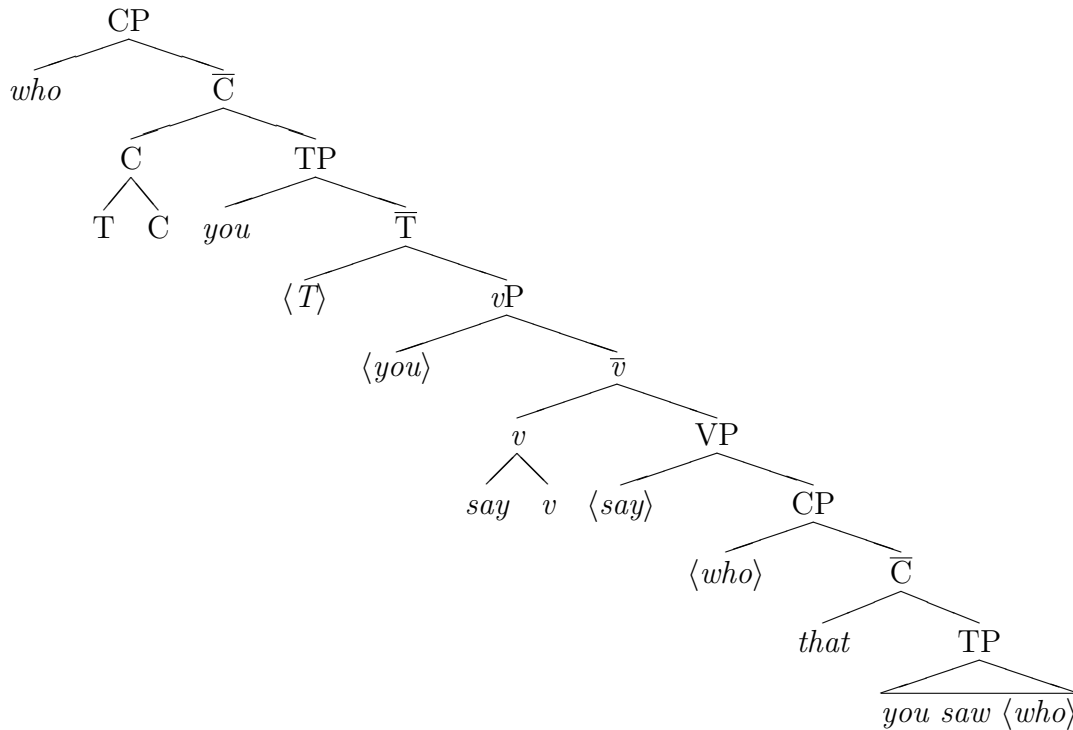 CP
who C̅
C TP
T C you T̅
⟨T⟩ vP
⟨you⟩ v̅
v VP
say v ⟨say⟩ CP
⟨who⟩ C̅
that TP
you saw ⟨who⟩